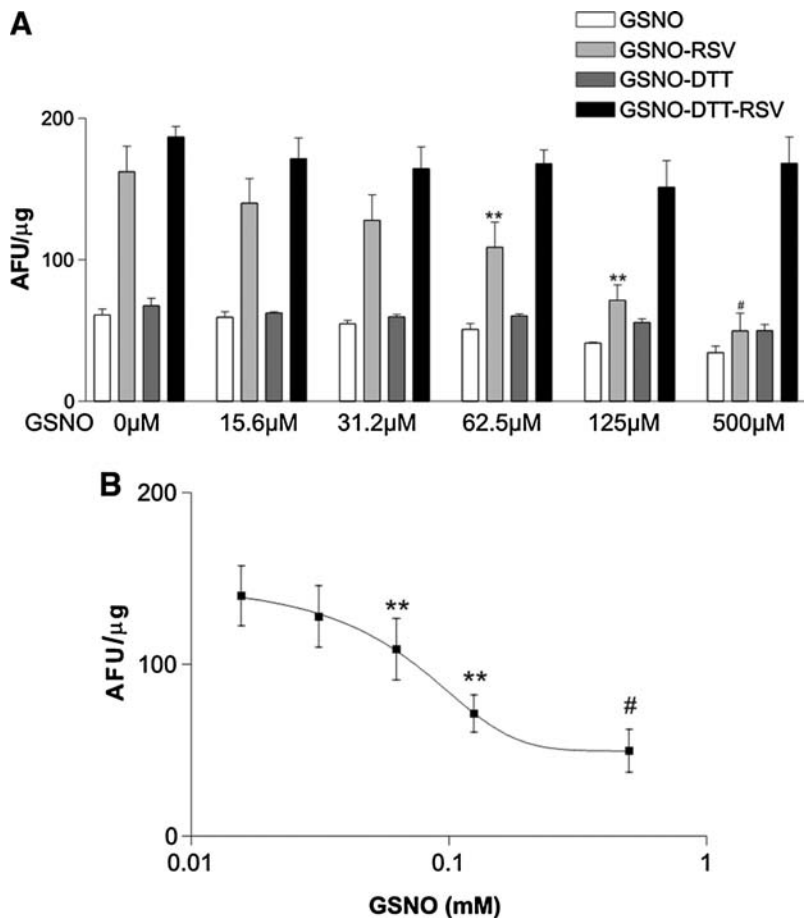 A
GSNO
GSNO-RSV
GSNO-DTT
GSNO-DTT-RSV
200
100
0
AFU/μg
**
**
#
GSNO 0μM 15.6μM 31.2μM 62.5μM 125μM 500μM
B
200
100
0
AFU/μg
**
**
#
0.01 0.1 1
GSNO (mM)